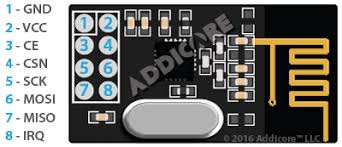 1 - GND
2 - VCC
3 - CE
4 - CSN
5 - SCK
6 - MOSI
7 - MISO
8 - IRQ
1 2
3 4
5 6
7 8
ADDICORE
© 2016 Addicore™ LLC